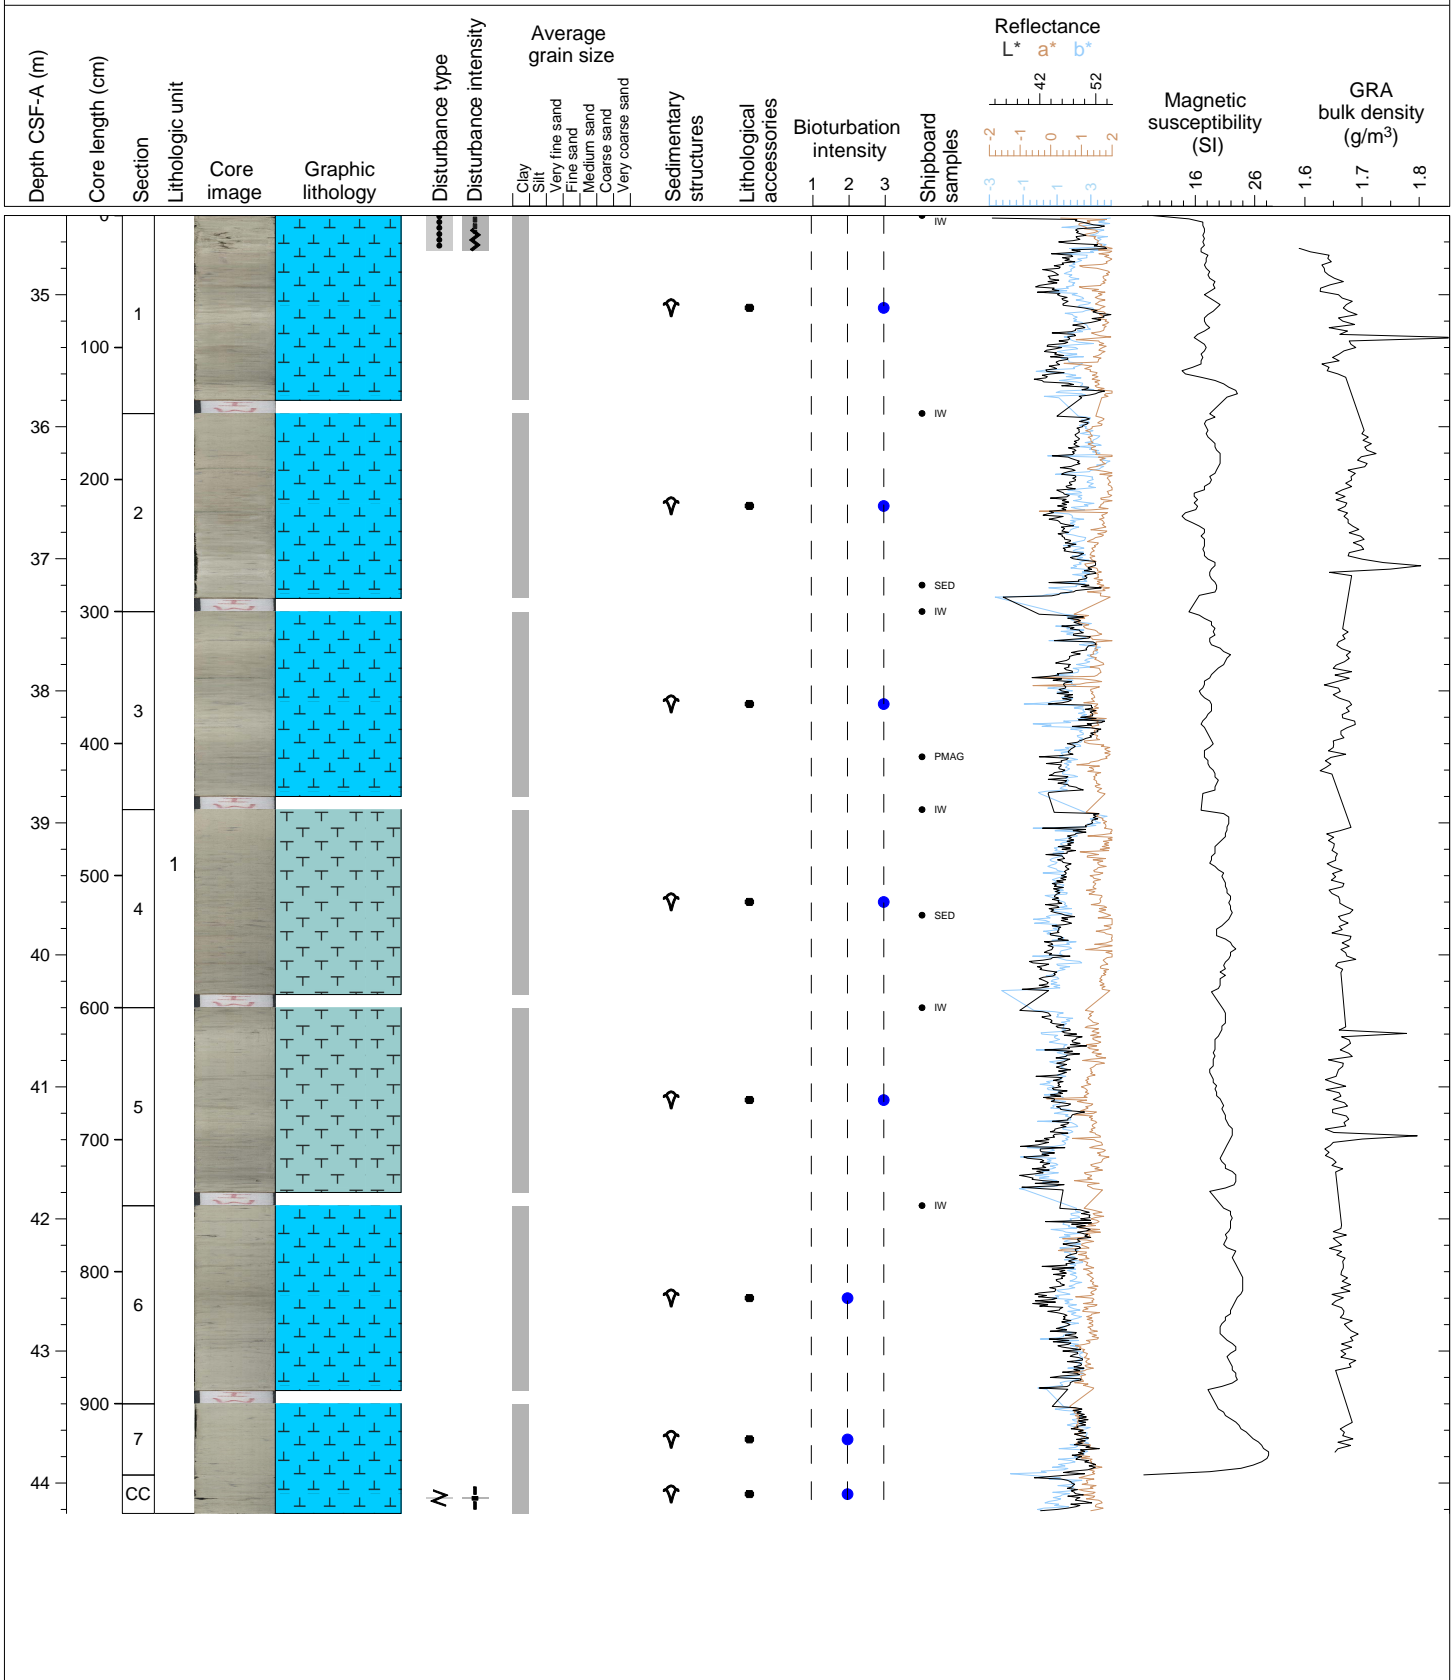 Depth CSF-A (m)
Core length (cm)
Section
Lithologic unit
Core
image
Graphic
lithology
Disturbance type
Disturbance intensity
Average
grain size
Clay
Silt
Very fine sand
Fine sand
Medium sand
Coarse sand
Very coarse sand
Sedimentary
structures
Lithological
accessories
Bioturbation
intensity
1 2 3
Shipboard
samples
Reflectance
L* a* b*
42 52
-2 -1 0 1 2
-3 -1 1 3
Magnetic
susceptibility
(SI)
16 26
GRA
bulk density
(g/m³)
1.6 1.7 1.8
0
IW
35
1
100
36
IW
200
2
37
SED
300
IW
38
3
400
PMAG
39
IW
1
500
4
SED
40
600
IW
41
5
700
42
IW
800
6
43
900
7
44
CC